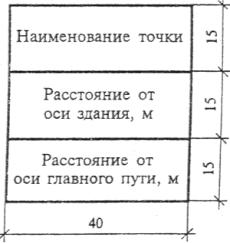 Наименование точки
15
Расстояние от
оси здания, м
15
Расстояние от
оси главного пути, м
15
40